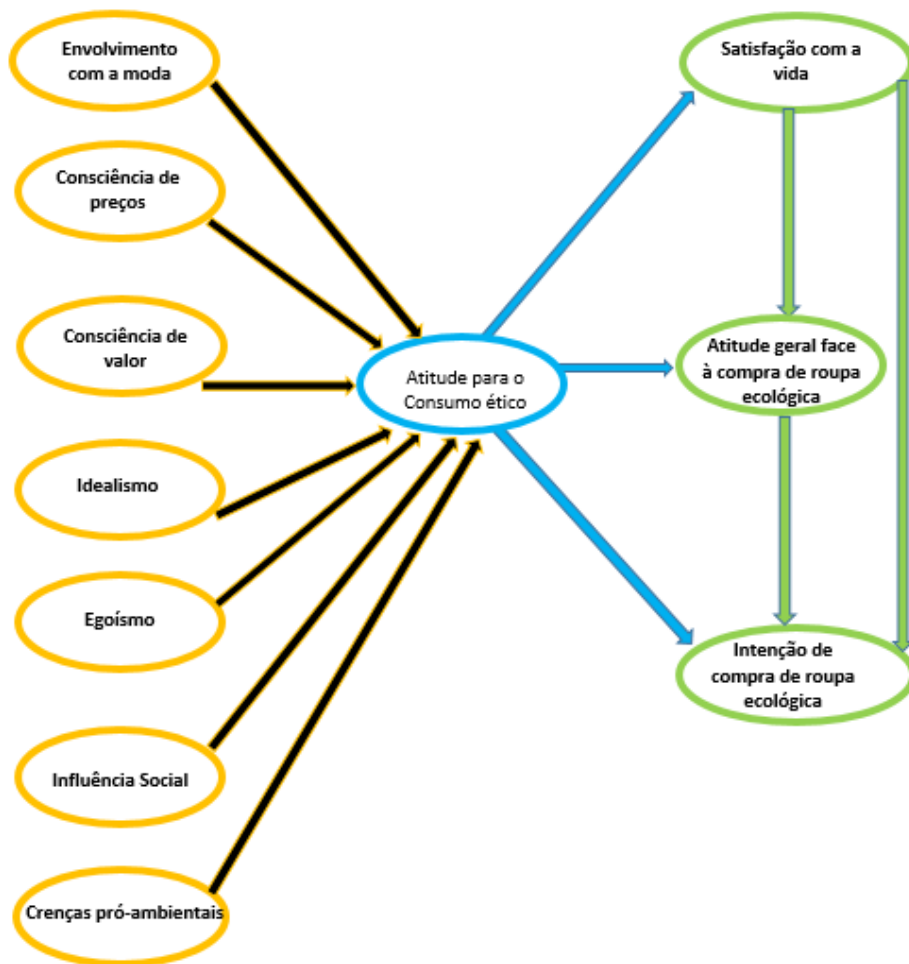 Envolvimento
com a moda
Consciência de
preços
Consciência de
valor
Idealismo
Egoísmo
Influência Social
Crenças pró-ambientais
Atitude para o
Consumo ético
Satisfação com a
vida
Atitude geral face
à compra de roupa
ecológica
Intenção de
compra de roupa
ecológica